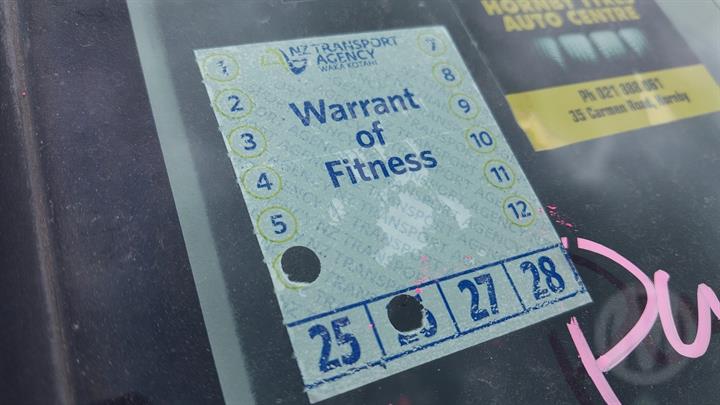 NZ TRANSPORT
AGENCY
WAKA KOTAHI
Warrant
of
Fitness
1
2
3
4
5
7
8
9
10
11
12
25
27
28
HORNBY TYRES
AUTO CENTRE
35 Carmen Road, Hornby